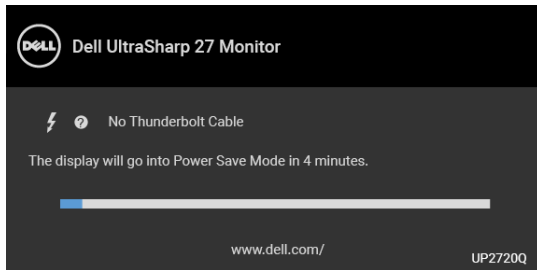 DELL Dell UltraSharp 27 Monitor
No Thunderbolt Cable
The display will go into Power Save Mode in 4 minutes.
www.dell.com/
UP2720Q